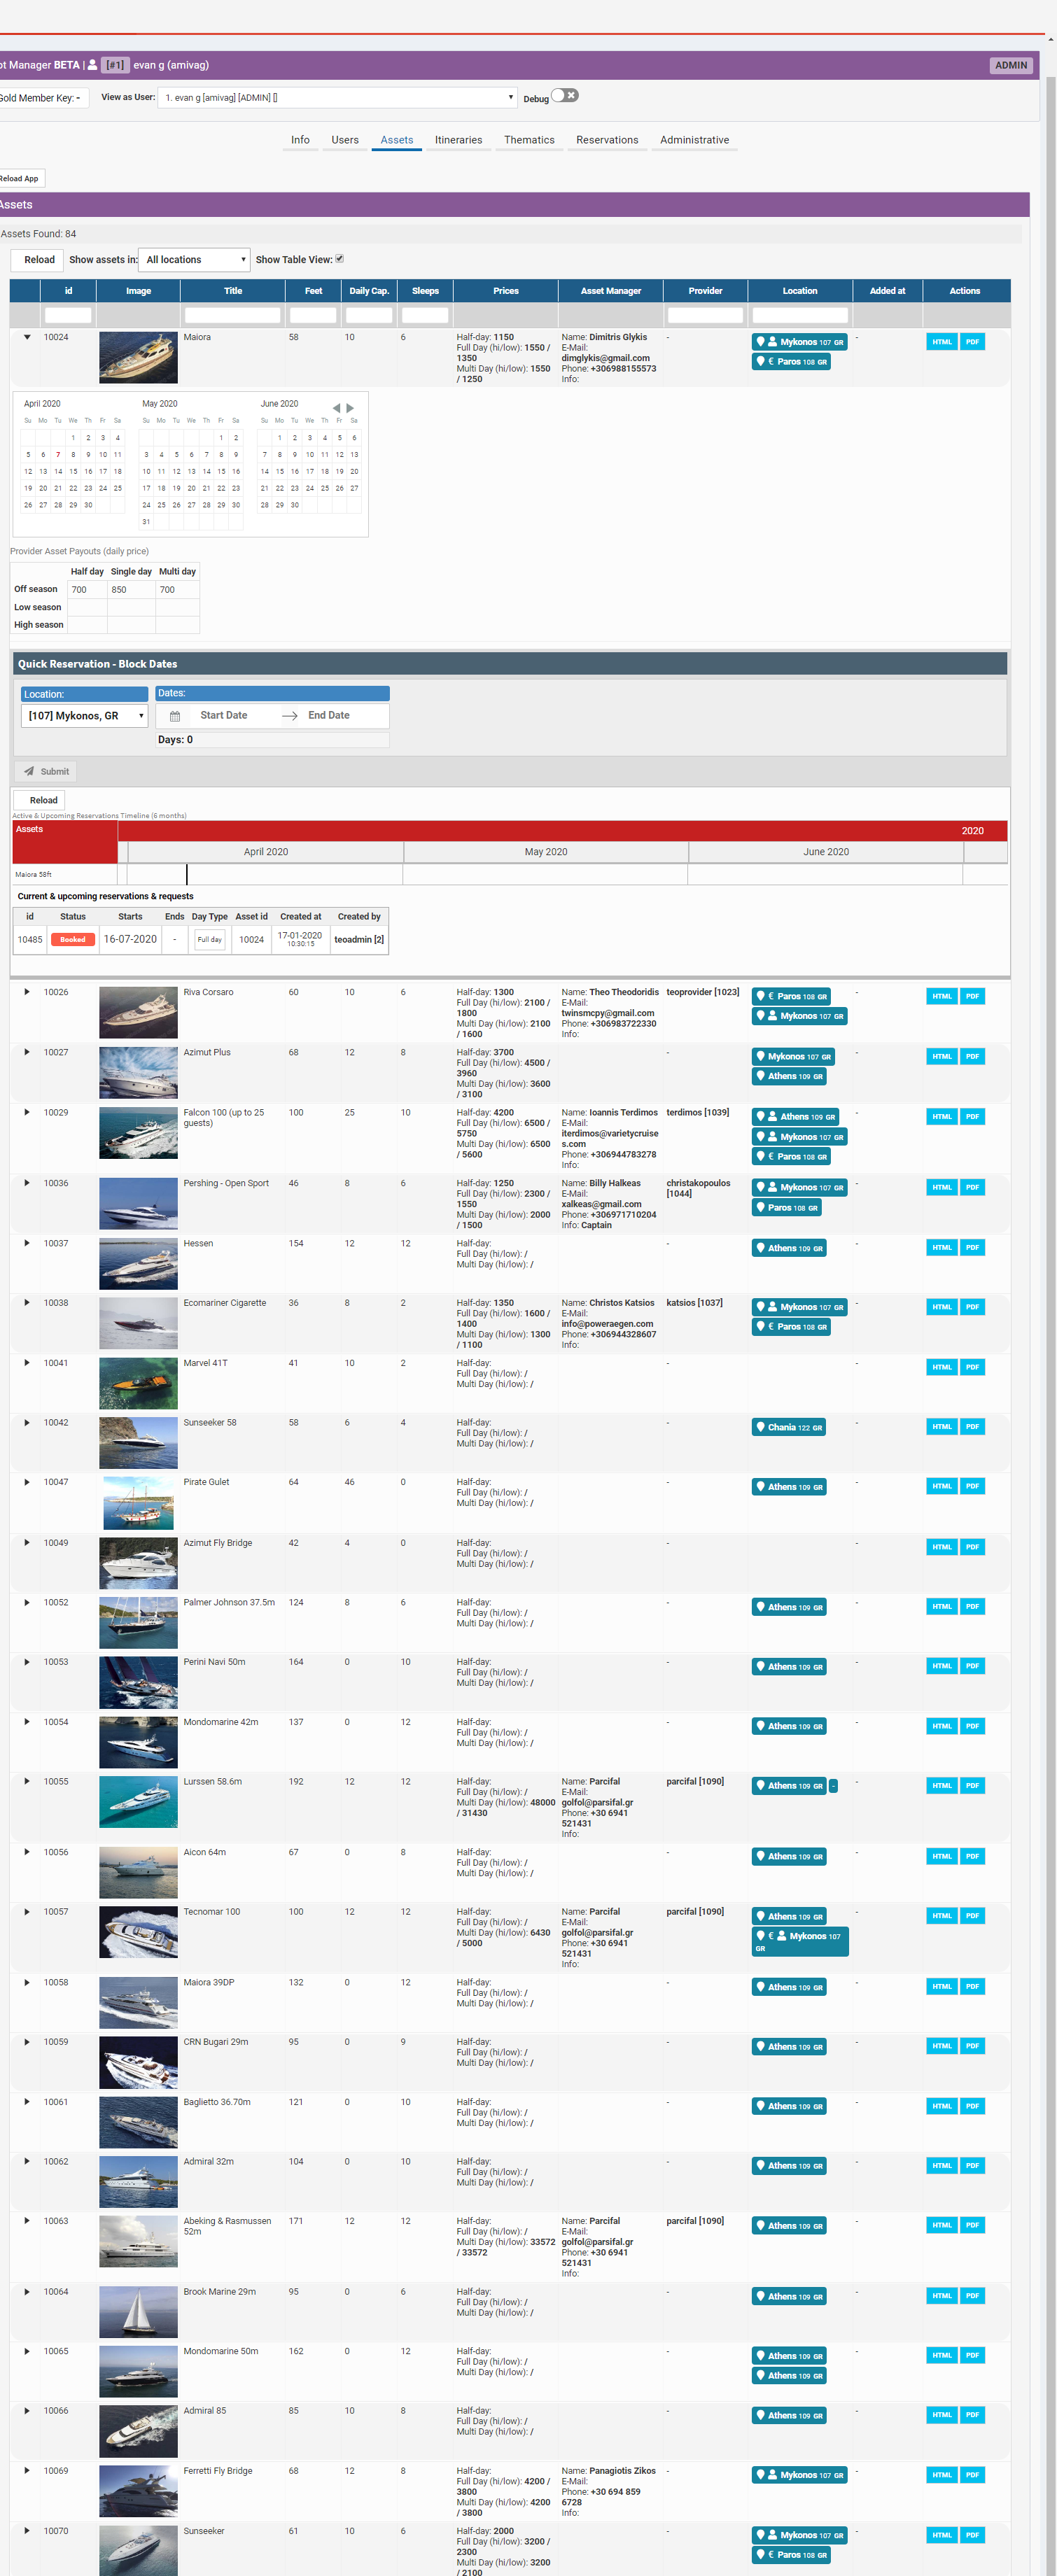 ot Manager BETA | [#1] evan g (amivag) ADMIN
Gold Member Key: - View as User: 1. evan g [amivag] [ADMIN] [] Debug
Info Users Assets Itineraries Thematics Reservations Administrative
Reload App
Assets
Assets Found: 84
Reload Show assets in: All locations Show Table View:
id Image Title Feet Daily Cap. Sleeps Prices Asset Manager Provider Location Added at Actions
10024 Maiora 58 10 6 Half-day: 1150 Name: Dimitris Glykis - Mykonos 107 GR HTML PDF
Full Day (hi/low): 1550 / E-Mail:
1350 dimglykis@gmail.com Paros 108 GR
Multi Day (hi/low): 1550 Phone: +306988155573
/ 1250 Info:
April 2020 May 2020 June 2020
Su Mo Tu We Th Fr Sa Su Mo Tu We Th Fr Sa Su Mo Tu We Th Fr Sa
1 2 3 4 1 2 1 2 3 4 5 6
5 6 7 8 9 10 11 3 4 5 6 7 8 9 7 8 9 10 11 12 13
12 13 14 15 16 17 18 10 11 12 13 14 15 16 14 15 16 17 18 19 20
19 20 21 22 23 24 25 17 18 19 20 21 22 23 21 22 23 24 25 26 27
26 27 28 29 30 24 25 26 27 28 29 30 28 29 30
31
Provider Asset Payouts (daily price)
Half day Single day Multi day
Off season 700 850 700
Low season
High season
Quick Reservation - Block Dates
Location: Dates:
[107] Mykonos, GR Start Date End Date
Days: 0
Submit
Reload
Active & Upcoming Reservations Timeline (6 months)
Assets 2020
April 2020 May 2020 June 2020
Maiora 58ft
Current & upcoming reservations & requests
id Status Starts Ends Day Type Asset id Created at Created by
10485 Booked 16-07-2020 - Full day 10024 17-01-2020 teoadmin [2]
10:30:15
10026 Riva Corsaro 60 10 6 Half-day: 1300 Name: Theo Theodoridis teoprovider [1023] € Paros 108 GR - HTML PDF
Full Day (hi/low): 2100 / E-Mail:
1800 twinsmcpy@gmail.com Mykonos 107 GR
Multi Day (hi/low): 2100 Phone: +306983722330
/ 1600 Info:
10027 Azimut Plus 68 12 8 Half-day: 3700 - Mykonos 107 GR - HTML PDF
Full Day (hi/low): 4500 /
3960 Athens 109 GR
Multi Day (hi/low): 3600
/ 3100
10029 Falcon 100 (up to 25 100 25 10 Half-day: 4200 Name: Ioannis Terdimos terdimos [1039] Athens 109 GR - HTML PDF
guests) Full Day (hi/low): 6500 / E-Mail:
5750 iterdimos@varietycruise Mykonos 107 GR
Multi Day (hi/low): 6500 s.com
/ 5600 Phone: +306944783278 € Paros 108 GR
Info:
10036 Pershing - Open Sport 46 8 6 Half-day: 1250 Name: Billy Halkeas christakopoulos Mykonos 107 GR - HTML PDF
Full Day (hi/low): 2300 / E-Mail: [1044]
1550 xalkeas@gmail.com Paros 108 GR
Multi Day (hi/low): 2000 Phone: +306971710204
/ 1500 Info: Captain
10037 Hessen 154 12 12 Half-day: - Athens 109 GR - HTML PDF
Full Day (hi/low): /
Multi Day (hi/low): /
10038 Ecomariner Cigarette 36 8 2 Half-day: 1350 Name: Christos Katsios katsios [1037] Mykonos 107 GR - HTML PDF
Full Day (hi/low): 1600 / E-Mail:
1400 info@poweraegen.com € Paros 108 GR
Multi Day (hi/low): 1300 Phone: +306944328607
/ 1100 Info:
10041 Marvel 41T 41 10 2 Half-day: - - HTML PDF
Full Day (hi/low): /
Multi Day (hi/low): /
10042 Sunseeker 58 58 6 4 Half-day: - Chania 122 GR - HTML PDF
Full Day (hi/low): /
Multi Day (hi/low): /
10047 Pirate Gulet 64 46 0 Half-day: - Athens 109 GR - HTML PDF
Full Day (hi/low): /
Multi Day (hi/low): /
10049 Azimut Fly Bridge 42 4 0 Half-day: - - HTML PDF
Full Day (hi/low): /
Multi Day (hi/low): /
10052 Palmer Johnson 37.5m 124 8 6 Half-day: - Athens 109 GR - HTML PDF
Full Day (hi/low): /
Multi Day (hi/low): /
10053 Perini Navi 50m 164 0 10 Half-day: - Athens 109 GR - HTML PDF
Full Day (hi/low): /
Multi Day (hi/low): /
10054 Mondomarine 42m 137 0 12 Half-day: - Athens 109 GR - HTML PDF
Full Day (hi/low): /
Multi Day (hi/low): /
10055 Lurssen 58.6m 192 12 12 Half-day: Name: Parcifal parcifal [1090] Athens 109 GR - - HTML PDF
Full Day (hi/low): / E-Mail:
Multi Day (hi/low): 48000 golfol@parsifal.gr
/ 31430 Phone: +30 6941
521431
Info:
10056 Aicon 64m 67 0 8 Half-day: - Athens 109 GR - HTML PDF
Full Day (hi/low): /
Multi Day (hi/low): /
10057 Tecnomar 100 100 12 12 Half-day: Name: Parcifal parcifal [1090] Athens 109 GR - HTML PDF
Full Day (hi/low): / E-Mail:
Multi Day (hi/low): 6430 golfol@parsifal.gr € Mykonos 107
/ 5000 Phone: +30 6941 GR
521431
Info:
10058 Maiora 39DP 132 0 12 Half-day: - Athens 109 GR - HTML PDF
Full Day (hi/low): /
Multi Day (hi/low): /
10059 CRN Bugari 29m 95 0 9 Half-day: - Athens 109 GR - HTML PDF
Full Day (hi/low): /
Multi Day (hi/low): /
10061 Baglietto 36.70m 121 0 10 Half-day: - Athens 109 GR - HTML PDF
Full Day (hi/low): /
Multi Day (hi/low): /
10062 Admiral 32m 104 0 10 Half-day: - Athens 109 GR - HTML PDF
Full Day (hi/low): /
Multi Day (hi/low): /
10063 Abeking & Rasmussen 171 12 12 Half-day: Name: Parcifal parcifal [1090] Athens 109 GR - HTML PDF
52m Full Day (hi/low): / E-Mail:
Multi Day (hi/low): 33572 golfol@parsifal.gr
/ 33572 Phone: +30 6941
521431
Info:
10064 Brook Marine 29m 95 0 6 Half-day: - Athens 109 GR - HTML PDF
Full Day (hi/low): /
Multi Day (hi/low): /
10065 Mondomarine 50m 162 0 12 Half-day: - Athens 109 GR - HTML PDF
Full Day (hi/low): /
Multi Day (hi/low): / Athens 109 GR
10066 Admiral 85 85 10 8 Half-day: - Athens 109 GR - HTML PDF
Full Day (hi/low): /
Multi Day (hi/low): /
10069 Ferretti Fly Bridge 68 12 8 Half-day: Name: Panagiotis Zikos - Mykonos 107 GR - HTML PDF
Full Day (hi/low): 4200 / E-Mail:
3800 Phone: +30 694 859
Multi Day (hi/low): 4200 6728
/ 3800 Info:
10070 Sunseeker 61 10 6 Half-day: 2000 - Mykonos 107 GR - HTML PDF
Full Day (hi/low): 3200 /
2300 € Paros 108 GR
Multi Day (hi/low): 3200
/ 2100